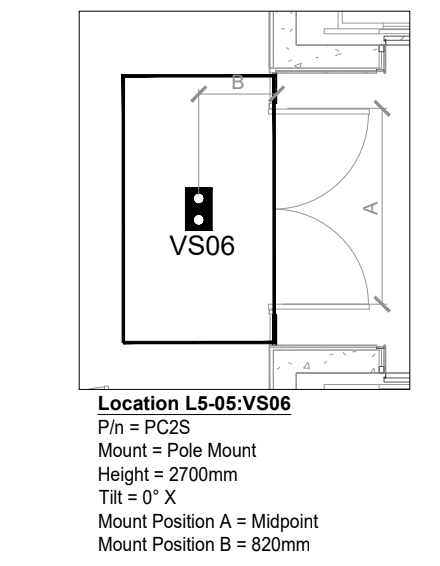 B
A
VS06
Location L5-05:VS06
P/n = PC2S
Mount = Pole Mount
Height = 2700mm
Tilt = 0° X
Mount Position A = Midpoint
Mount Position B = 820mm